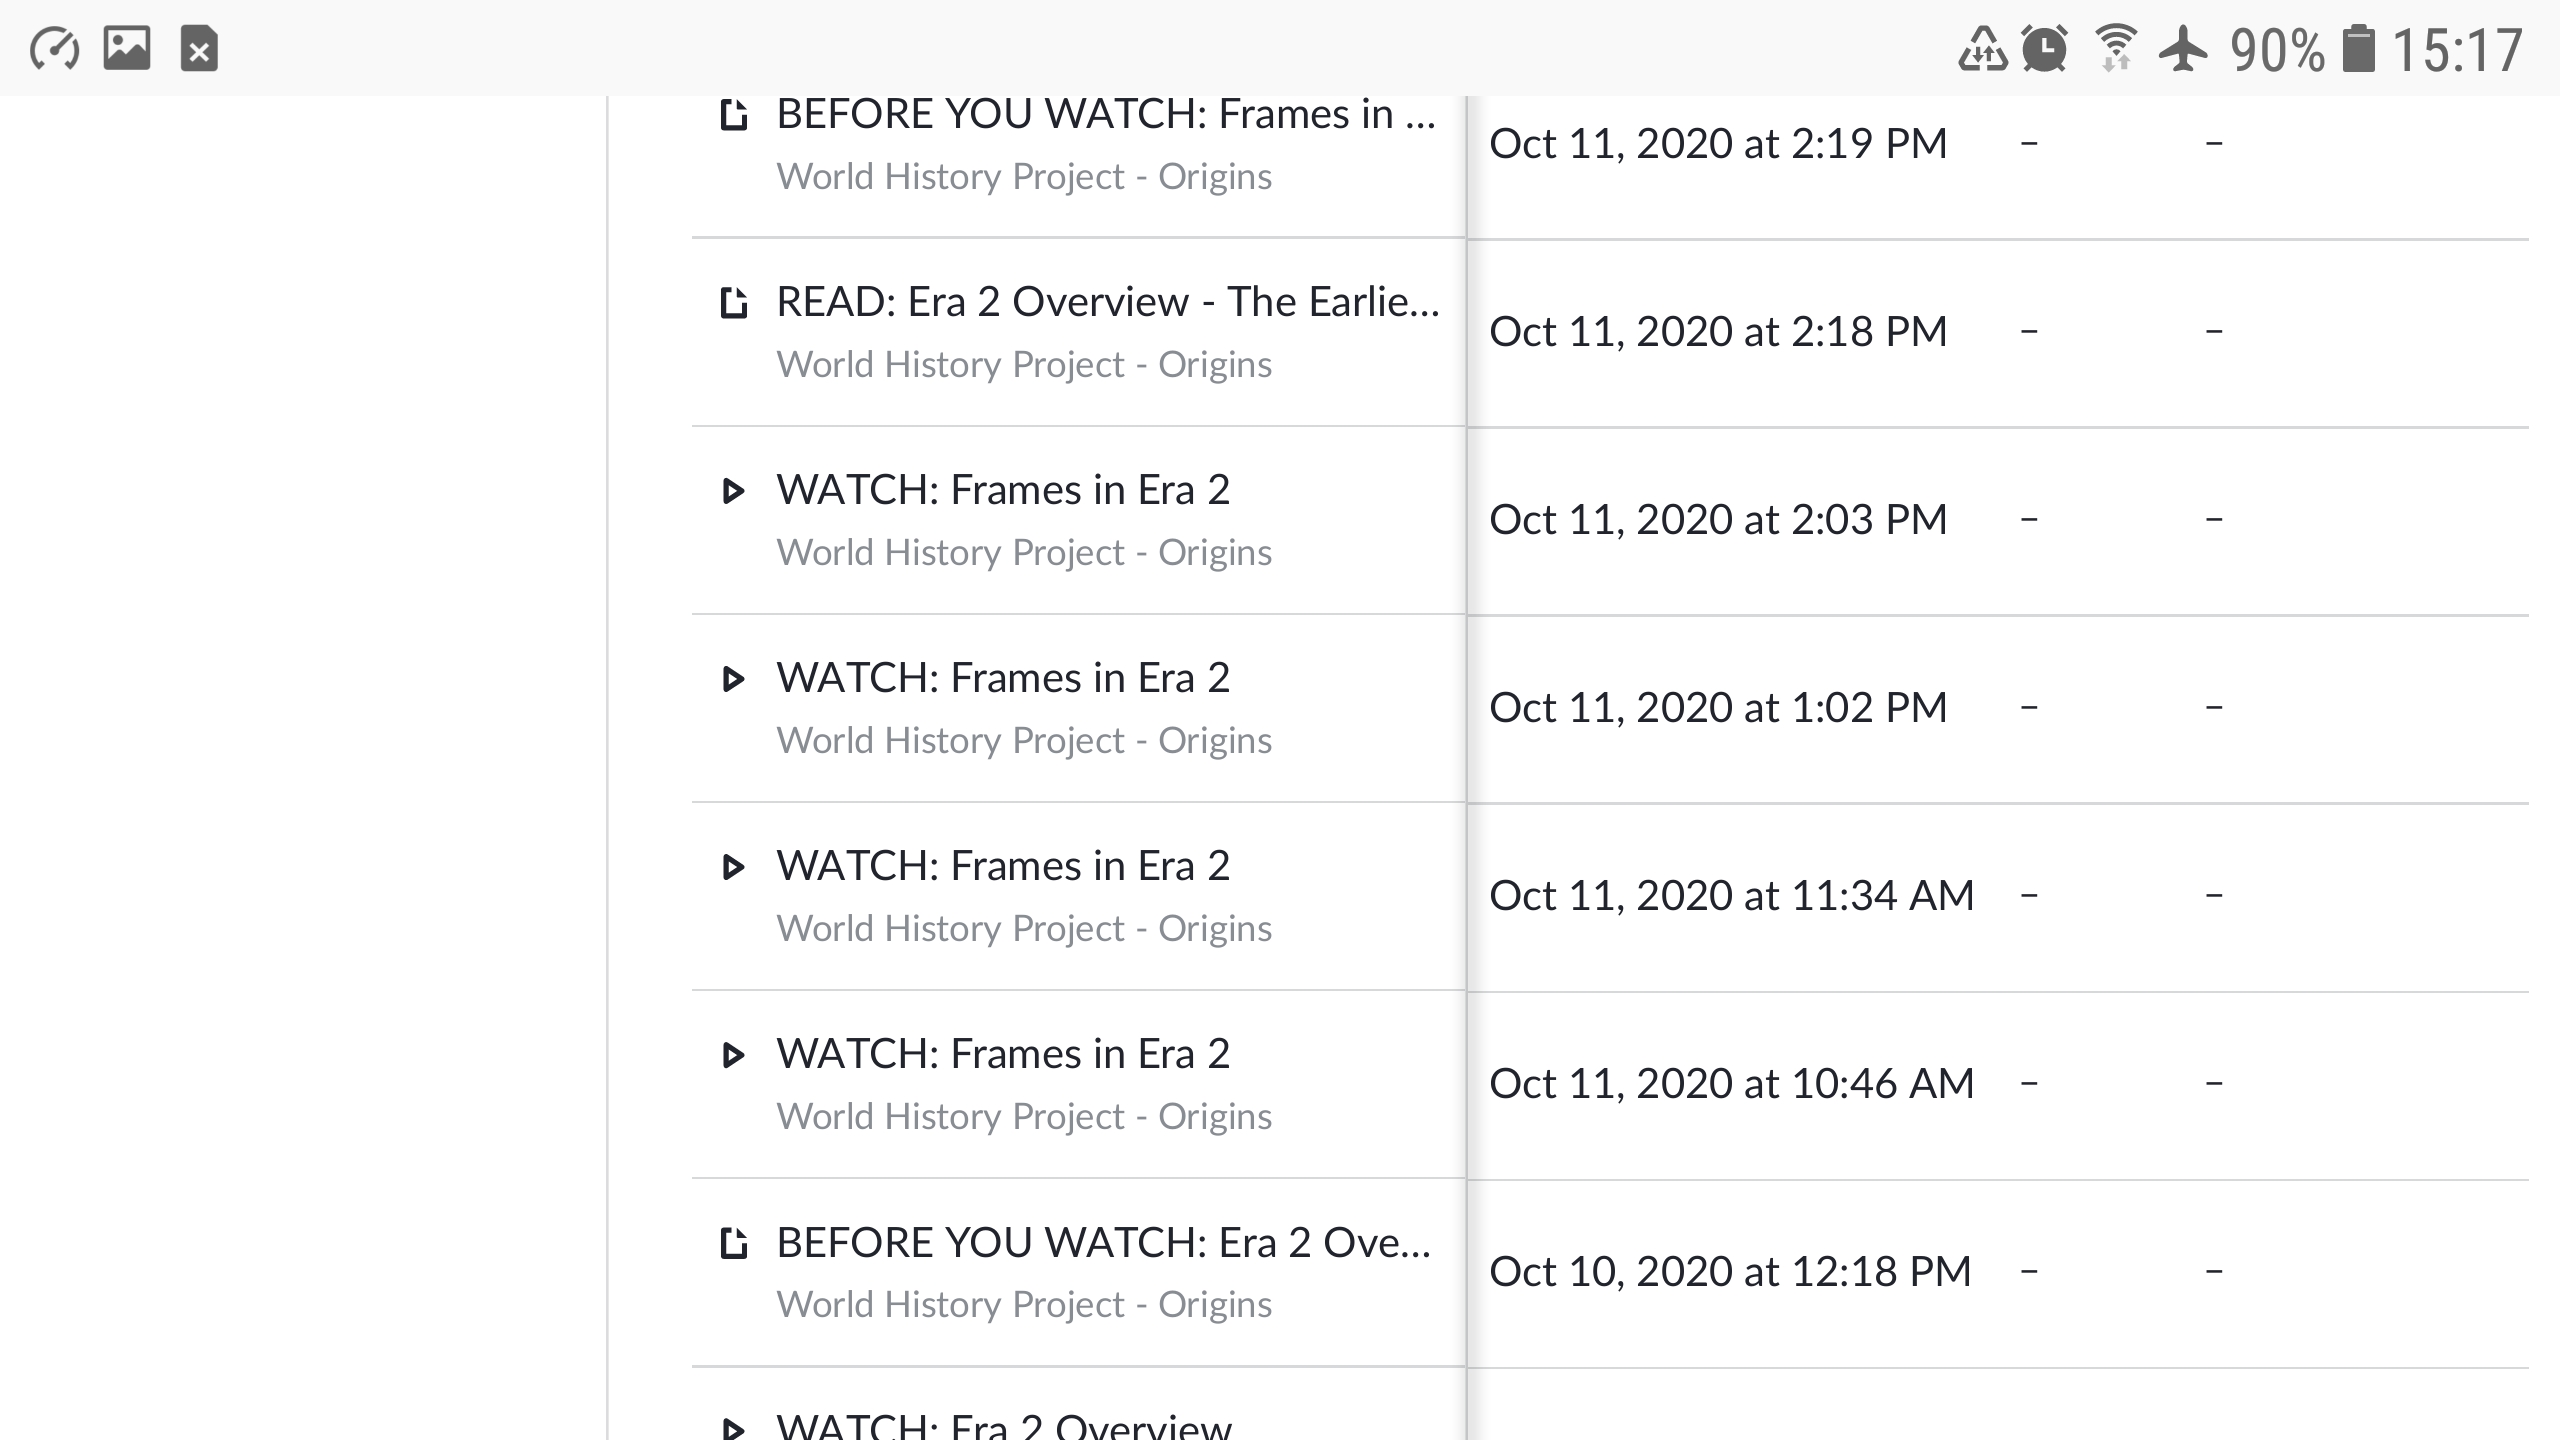 90% 15:17
BEFORE YOU WATCH: Frames in ...
World History Project - Origins
Oct 11, 2020 at 2:19 PM – –
READ: Era 2 Overview - The Earlie...
World History Project - Origins
Oct 11, 2020 at 2:18 PM – –
WATCH: Frames in Era 2
World History Project - Origins
Oct 11, 2020 at 2:03 PM – –
WATCH: Frames in Era 2
World History Project - Origins
Oct 11, 2020 at 1:02 PM – –
WATCH: Frames in Era 2
World History Project - Origins
Oct 11, 2020 at 11:34 AM – –
WATCH: Frames in Era 2
World History Project - Origins
Oct 11, 2020 at 10:46 AM – –
BEFORE YOU WATCH: Era 2 Ove...
World History Project - Origins
Oct 10, 2020 at 12:18 PM – –
WATCH: Era 2 Overview